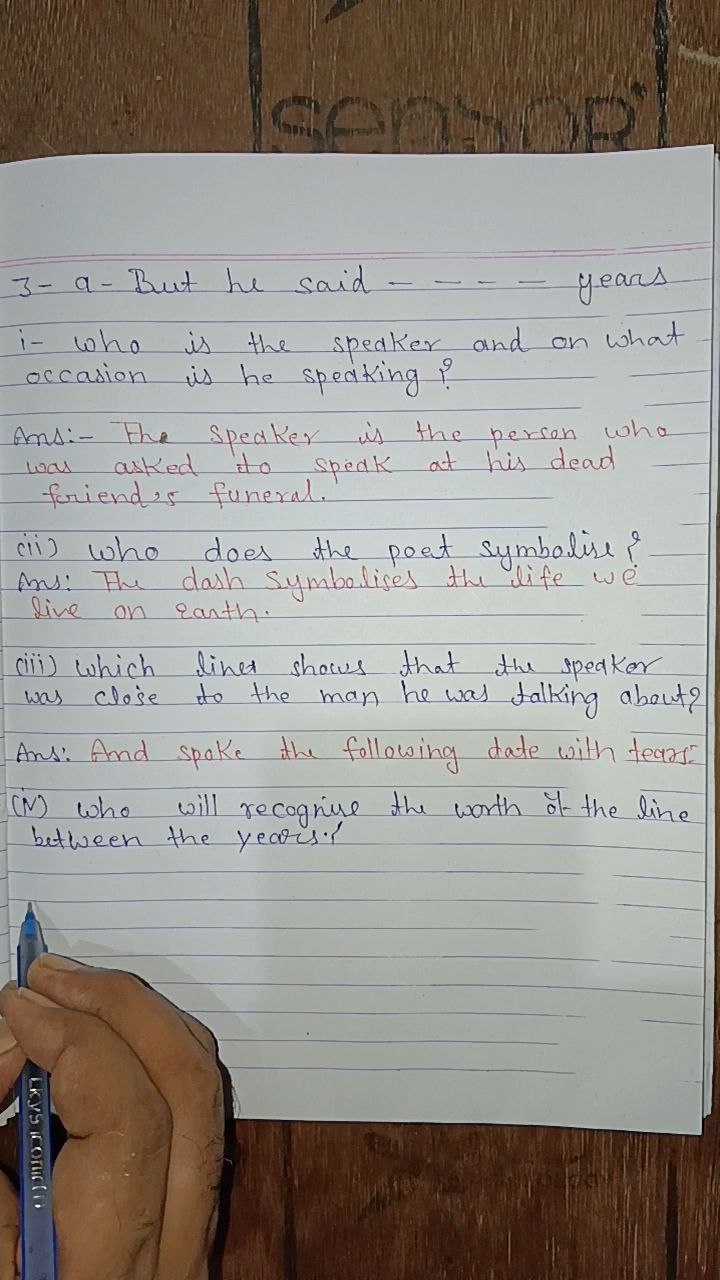 SENSOR
3- a- But he said - - - - years
i- who is the speaker and on what
occasion is he speaking ?
Ans:- The speaker is the person who
was asked to speak at his dead
friend's funeral.
(ii) who does the poet symbolise ?
Ans: The dash symbolises the life we
live on earth.
(iii) which lines shows that the speaker
was close to the man he was talking about?
Ans: And spoke the following date with tears.
(iv) who will recognise the worth of the line
between the years?